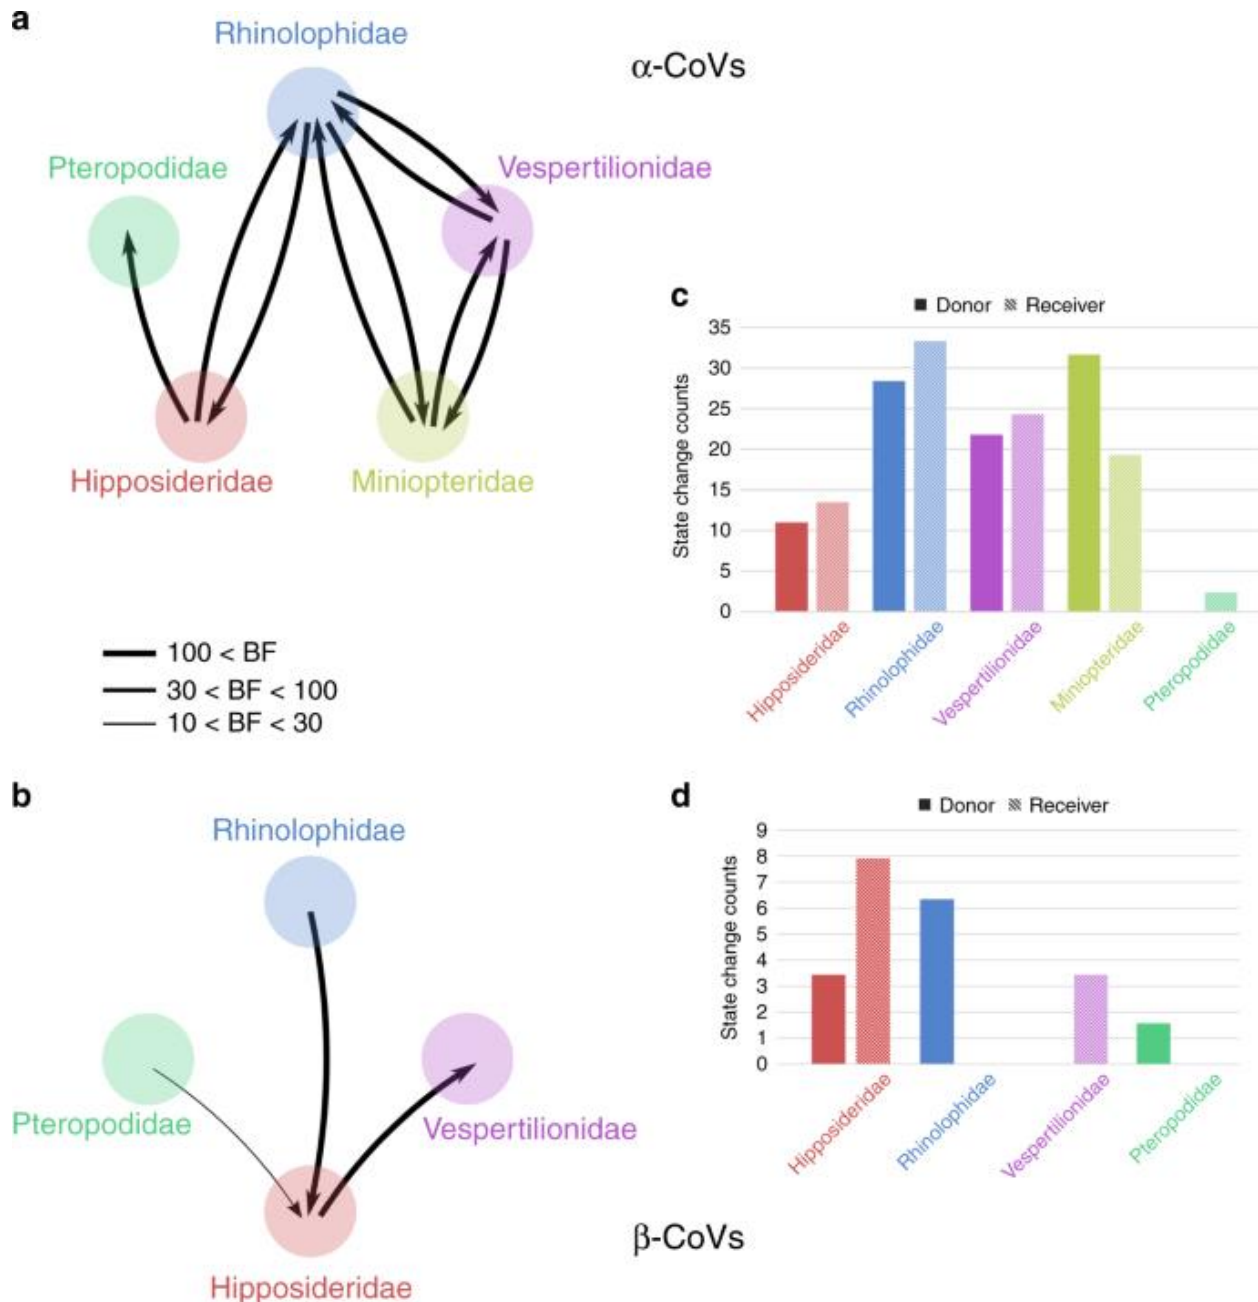 a
Rhinolophidae
α-CoVs
Pteropodidae
Vespertilionidae
Hipposideridae
Miniopteridae
100 < BF
30 < BF < 100
10 < BF < 30
c
Donor Receiver
State change counts
35
30
25
20
15
10
5
0
Hipposideridae
Rhinolophidae
Vespertilionidae
Miniopteridae
Pteropodidae
b
Rhinolophidae
Pteropodidae
Vespertilionidae
Hipposideridae
β-CoVs
d
Donor Receiver
State change counts
9
8
7
6
5
4
3
2
1
0
Hipposideridae
Rhinolophidae
Vespertilionidae
Pteropodidae